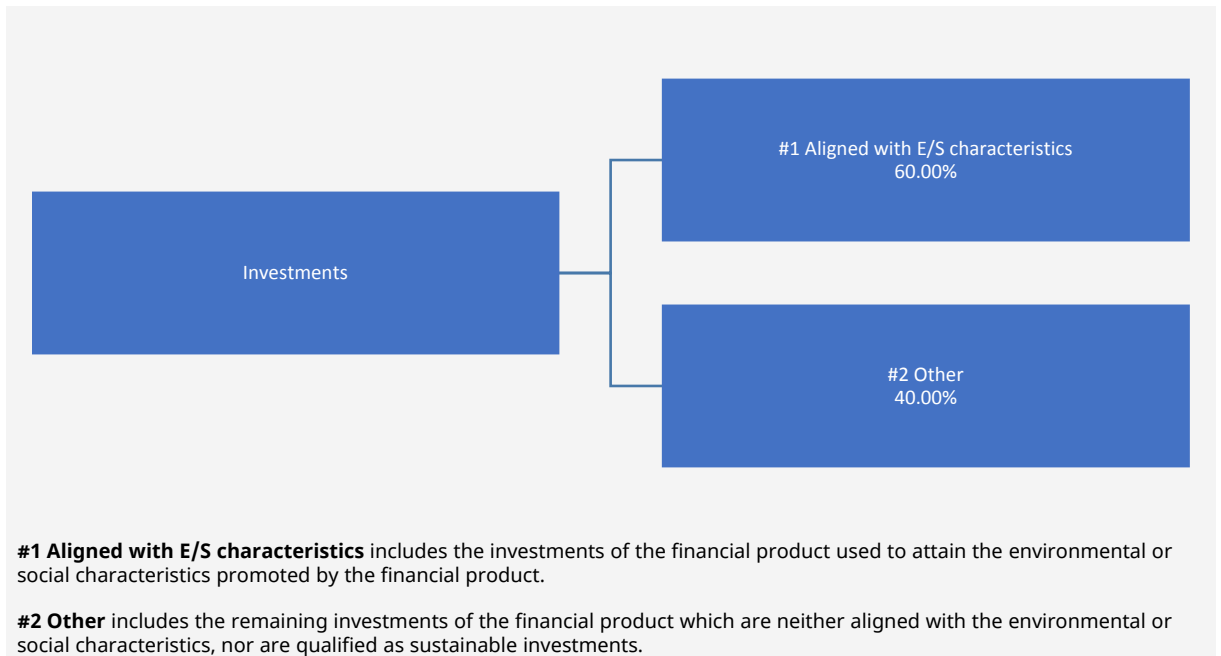 #1 Aligned with E/S characteristics
60.00%
Investments
#2 Other
40.00%
#1 Aligned with E/S characteristics includes the investments of the financial product used to attain the environmental or
social characteristics promoted by the financial product.
#2 Other includes the remaining investments of the financial product which are neither aligned with the environmental or
social characteristics, nor are qualified as sustainable investments.